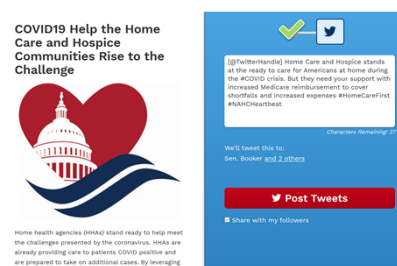 COVID19 Help the Home
Care and Hospice
Communities Rise to the
Challenge
Home health agencies (HHAs) stand ready to help meet
the challenges presented by the coronavirus. HHAs are
already providing care to patients COVID positive and
are prepared to take on additional cases. By leveraging
[@TwitterHandle] Home Care and Hospice stands
at the ready to care for Americans at home during
the #COVID crisis. But they need your support with
increased Medicare reimbursement to cover
shortfalls and increased expenses #HomeCareFirst
#NAHCHeartbeat
Characters Remaining: 27
We'll tweet this to:
Sen. Booker and 2 others
Post Tweets
Share with my followers